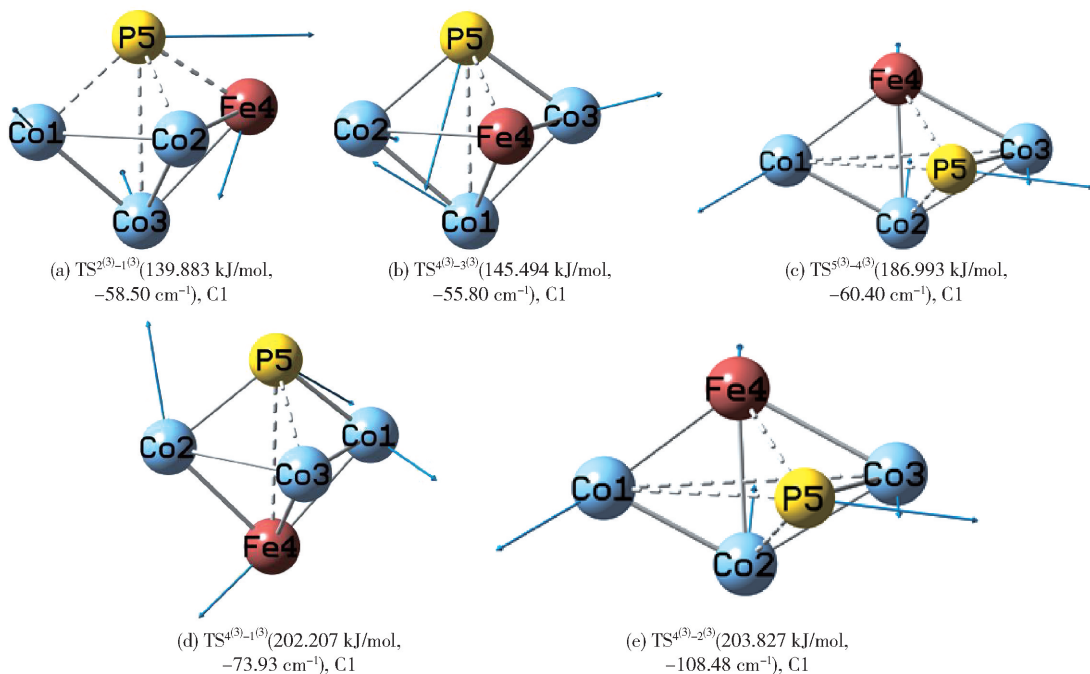 P5
Fe4
Co1
Co2
Co3
(a) TS²⁽³⁾⁻¹⁽³⁾(139.883 kJ/mol,
−58.50 cm⁻¹), C1
P5
Co3
Co2
Fe4
Co1
(b) TS⁴⁽³⁾⁻³⁽³⁾(145.494 kJ/mol,
−55.80 cm⁻¹), C1
Fe4
Co3
Co1
P5
Co2
(c) TS⁵⁽³⁾⁻⁴⁽³⁾(186.993 kJ/mol,
−60.40 cm⁻¹), C1
P5
Co1
Co2
Co3
Fe4
(d) TS⁴⁽³⁾⁻¹⁽³⁾(202.207 kJ/mol,
−73.93 cm⁻¹), C1
Fe4
Co3
Co1
P5
Co2
(e) TS⁴⁽³⁾⁻²⁽³⁾(203.827 kJ/mol,
−108.48 cm⁻¹), C1